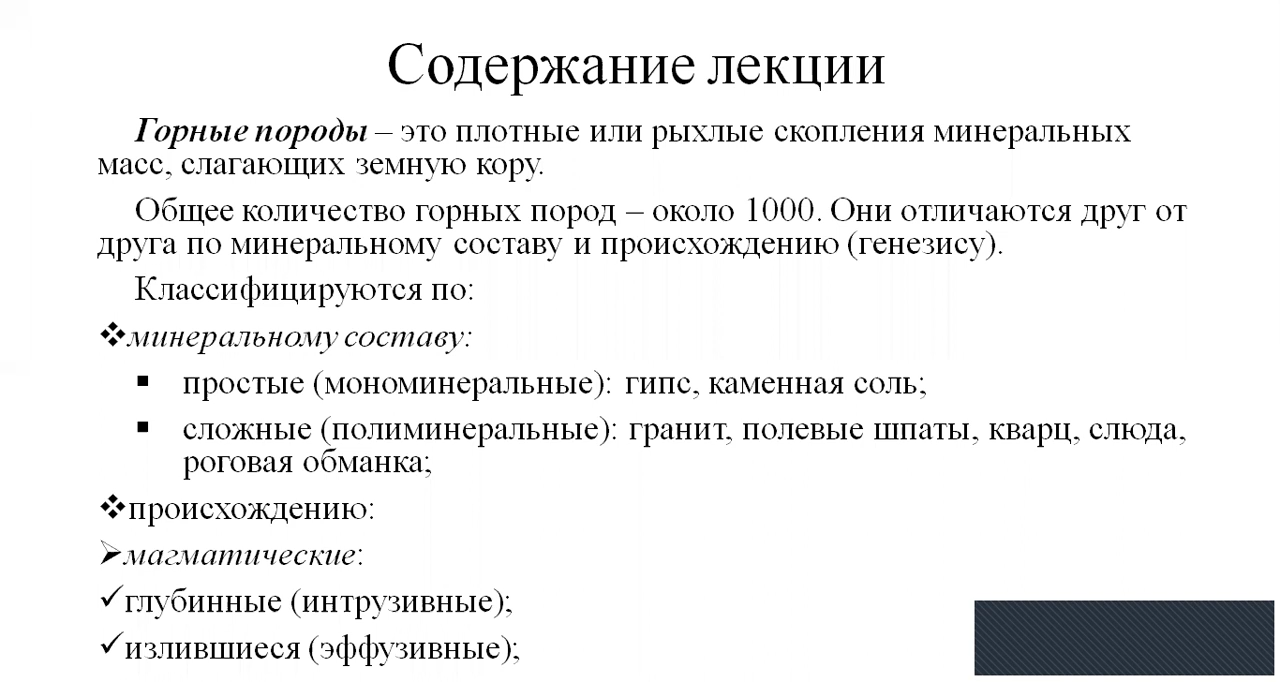 Содержание лекции
Горные породы – это плотные или рыхлые скопления минеральных
масс, слагающих земную кору.
Общее количество горных пород – около 1000. Они отличаются друг от
друга по минеральному составу и происхождению (генезису).
Классифицируются по:
❖минеральному составу:
▪ простые (мономинеральные): гипс, каменная соль;
▪ сложные (полиминеральные): гранит, полевые шпаты, кварц, слюда,
роговая обманка;
❖происхождению:
➢магматические:
✓глубинные (интрузивные);
✓излившиеся (эффузивные);